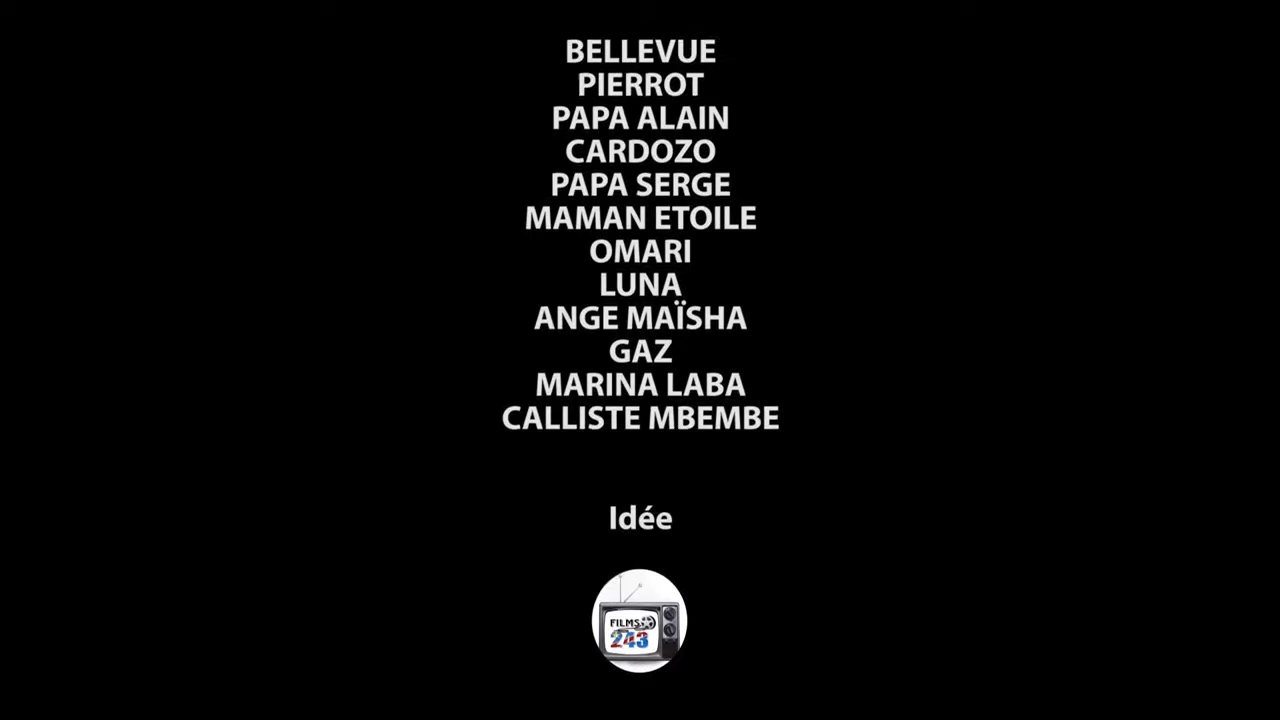 BELLEVUE
PIERROT
PAPA ALAIN
CARDOZO
PAPA SERGE
MAMAN ETOILE
OMARI
LUNA
ANGE MAÏSHA
GAZ
MARINA LABA
CALLISTE MBEMBE
Idée
FILMS
243